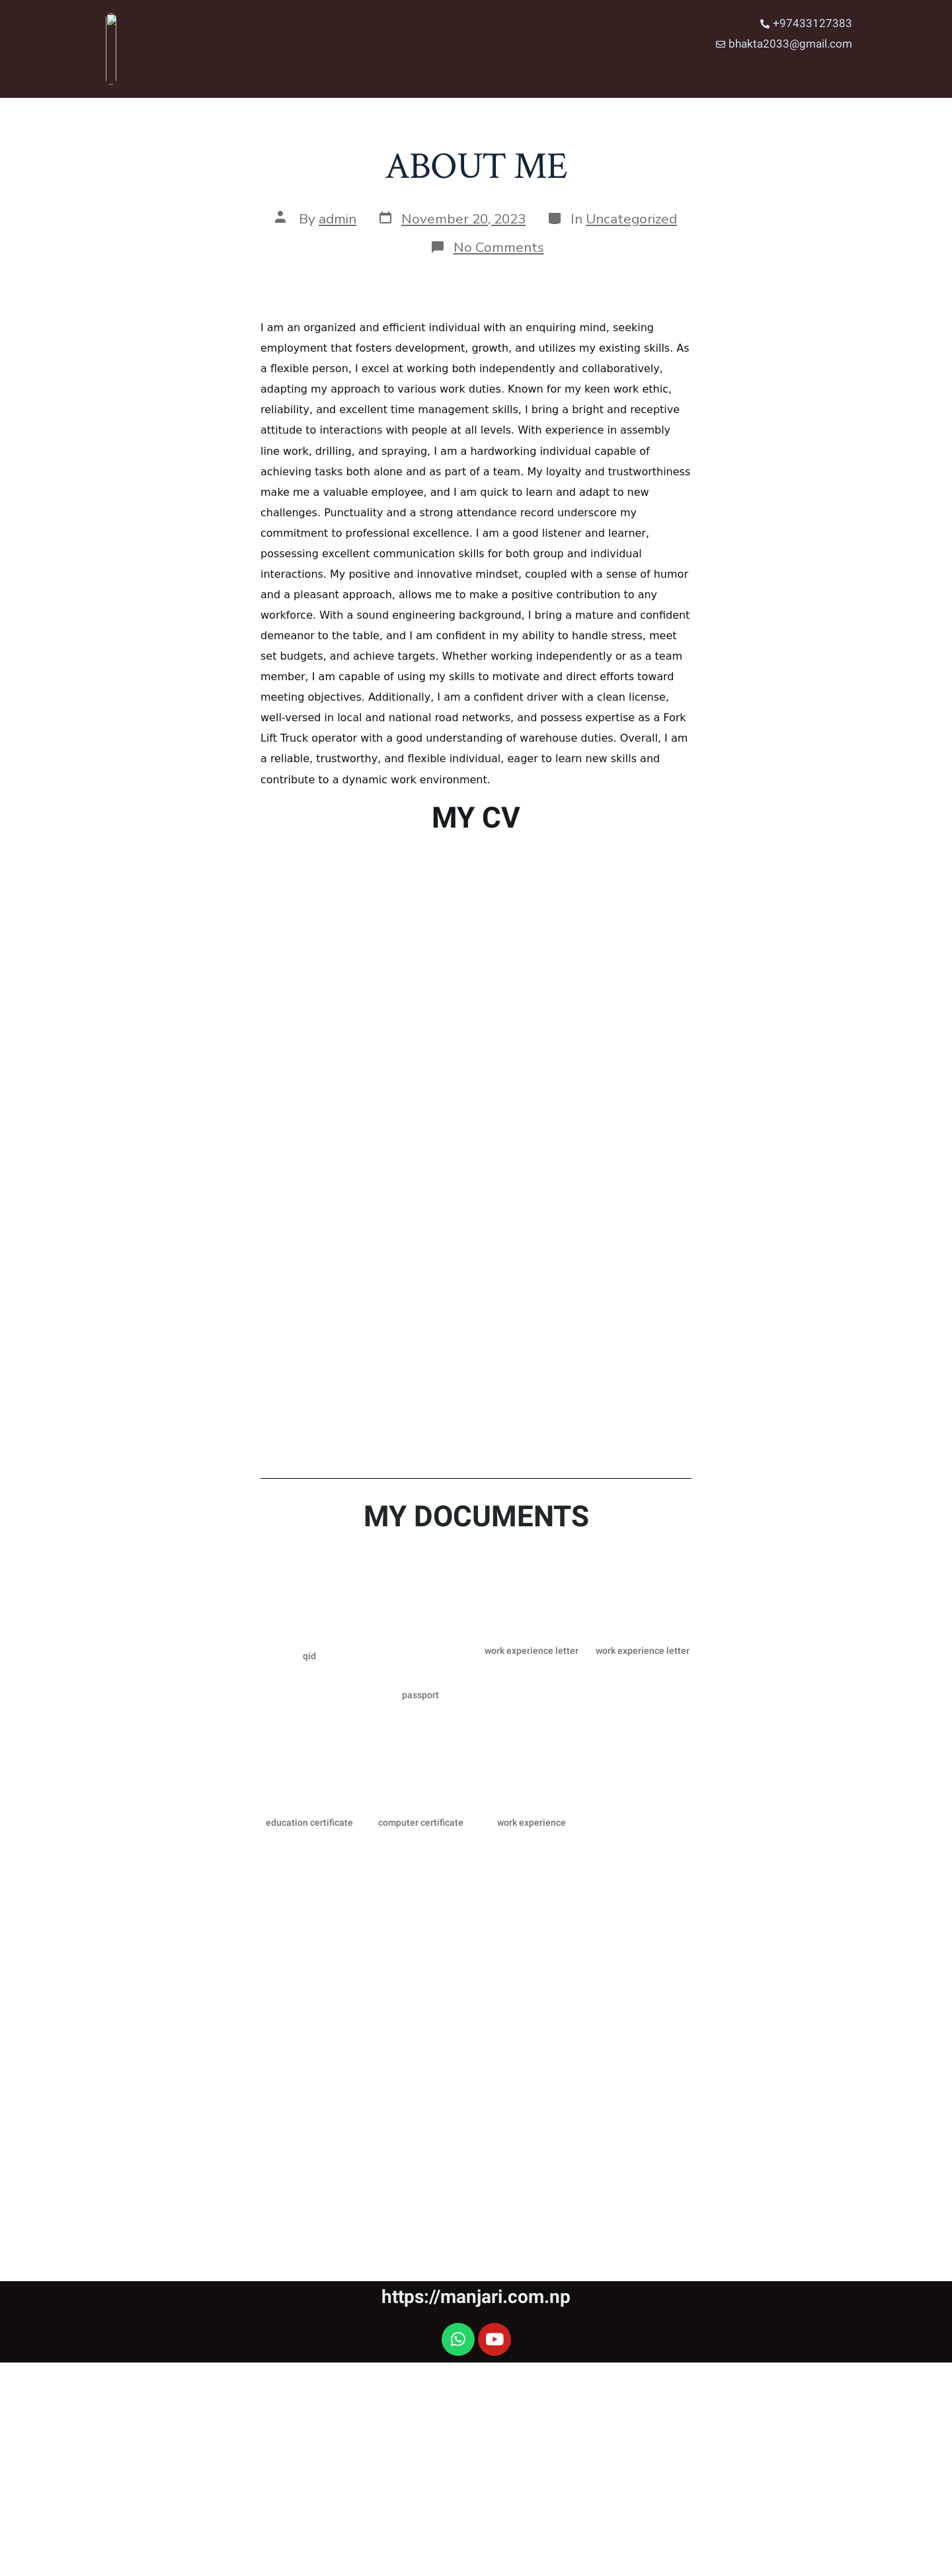 +97433127383
bhakta2033@gmail.com
ABOUT ME
By admin November 20, 2023 In Uncategorized
No Comments
I am an organized and efficient individual with an enquiring mind, seeking
employment that fosters development, growth, and utilizes my existing skills. As
a flexible person, I excel at working both independently and collaboratively,
adapting my approach to various work duties. Known for my keen work ethic,
reliability, and excellent time management skills, I bring a bright and receptive
attitude to interactions with people at all levels. With experience in assembly
line work, drilling, and spraying, I am a hardworking individual capable of
achieving tasks both alone and as part of a team. My loyalty and trustworthiness
make me a valuable employee, and I am quick to learn and adapt to new
challenges. Punctuality and a strong attendance record underscore my
commitment to professional excellence. I am a good listener and learner,
possessing excellent communication skills for both group and individual
interactions. My positive and innovative mindset, coupled with a sense of humor
and a pleasant approach, allows me to make a positive contribution to any
workforce. With a sound engineering background, I bring a mature and confident
demeanor to the table, and I am confident in my ability to handle stress, meet
set budgets, and achieve targets. Whether working independently or as a team
member, I am capable of using my skills to motivate and direct efforts toward
meeting objectives. Additionally, I am a confident driver with a clean license,
well-versed in local and national road networks, and possess expertise as a Fork
Lift Truck operator with a good understanding of warehouse duties. Overall, I am
a reliable, trustworthy, and flexible individual, eager to learn new skills and
contribute to a dynamic work environment.
MY CV
MY DOCUMENTS
work experience letter work experience letter
qid
passport
education certificate computer certificate work experience
https://manjari.com.np